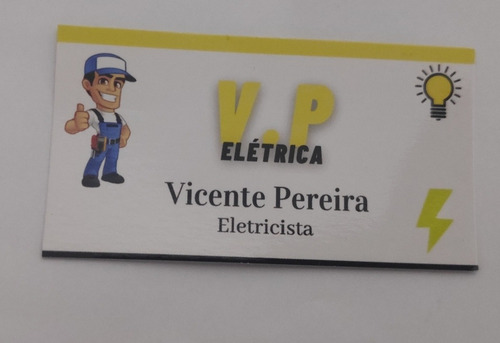 V.P
ELÉTRICA
Vicente Pereira
Eletricista